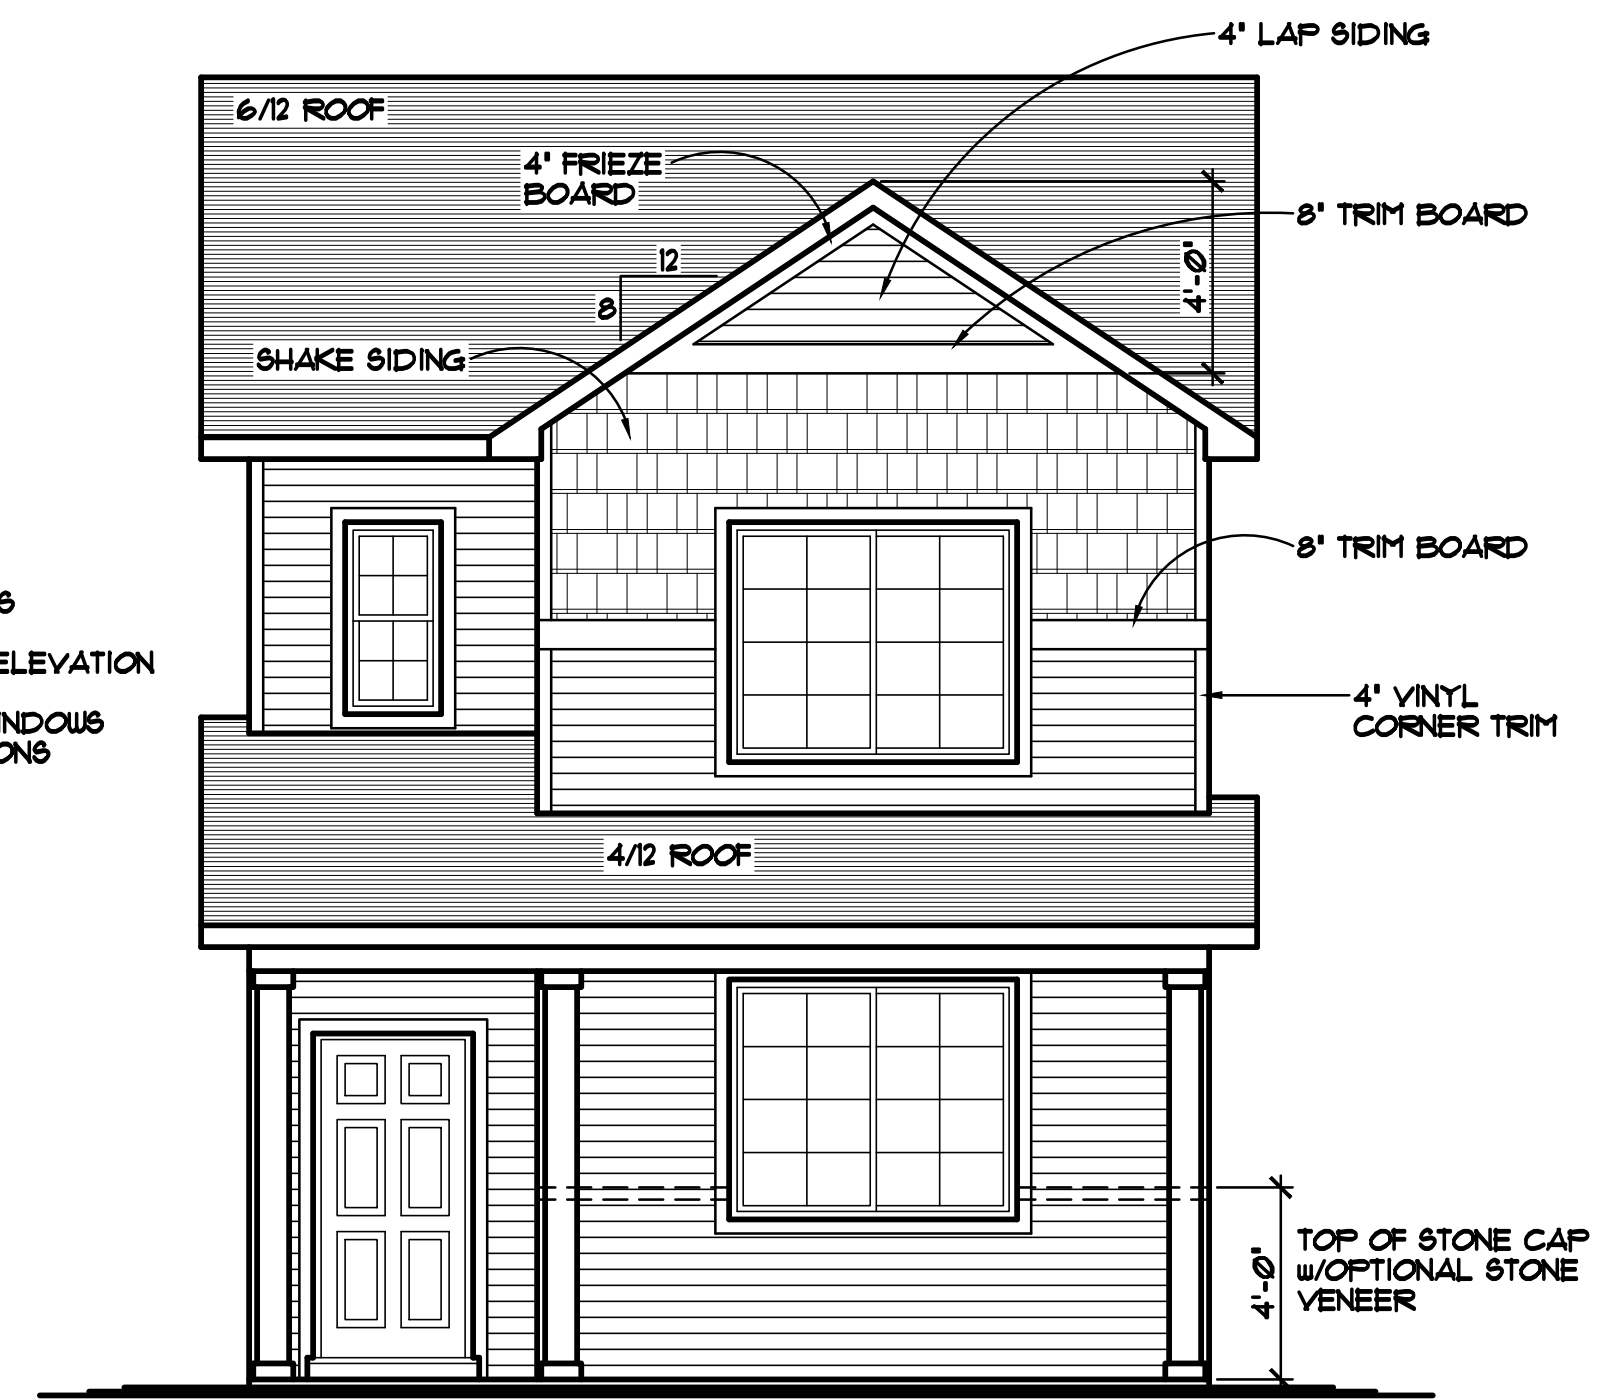 4" LAP SIDING
6/12 ROOF
4" FRIEZE
BOARD
8" TRIM BOARD
12
8
4'-0"
SHAKE SIDING
8" TRIM BOARD
ELEVATION
4" VINYL
CORNER TRIM
4/12 ROOF
TOP OF STONE CAP
W/OPTIONAL STONE
VENEER
4'-0"